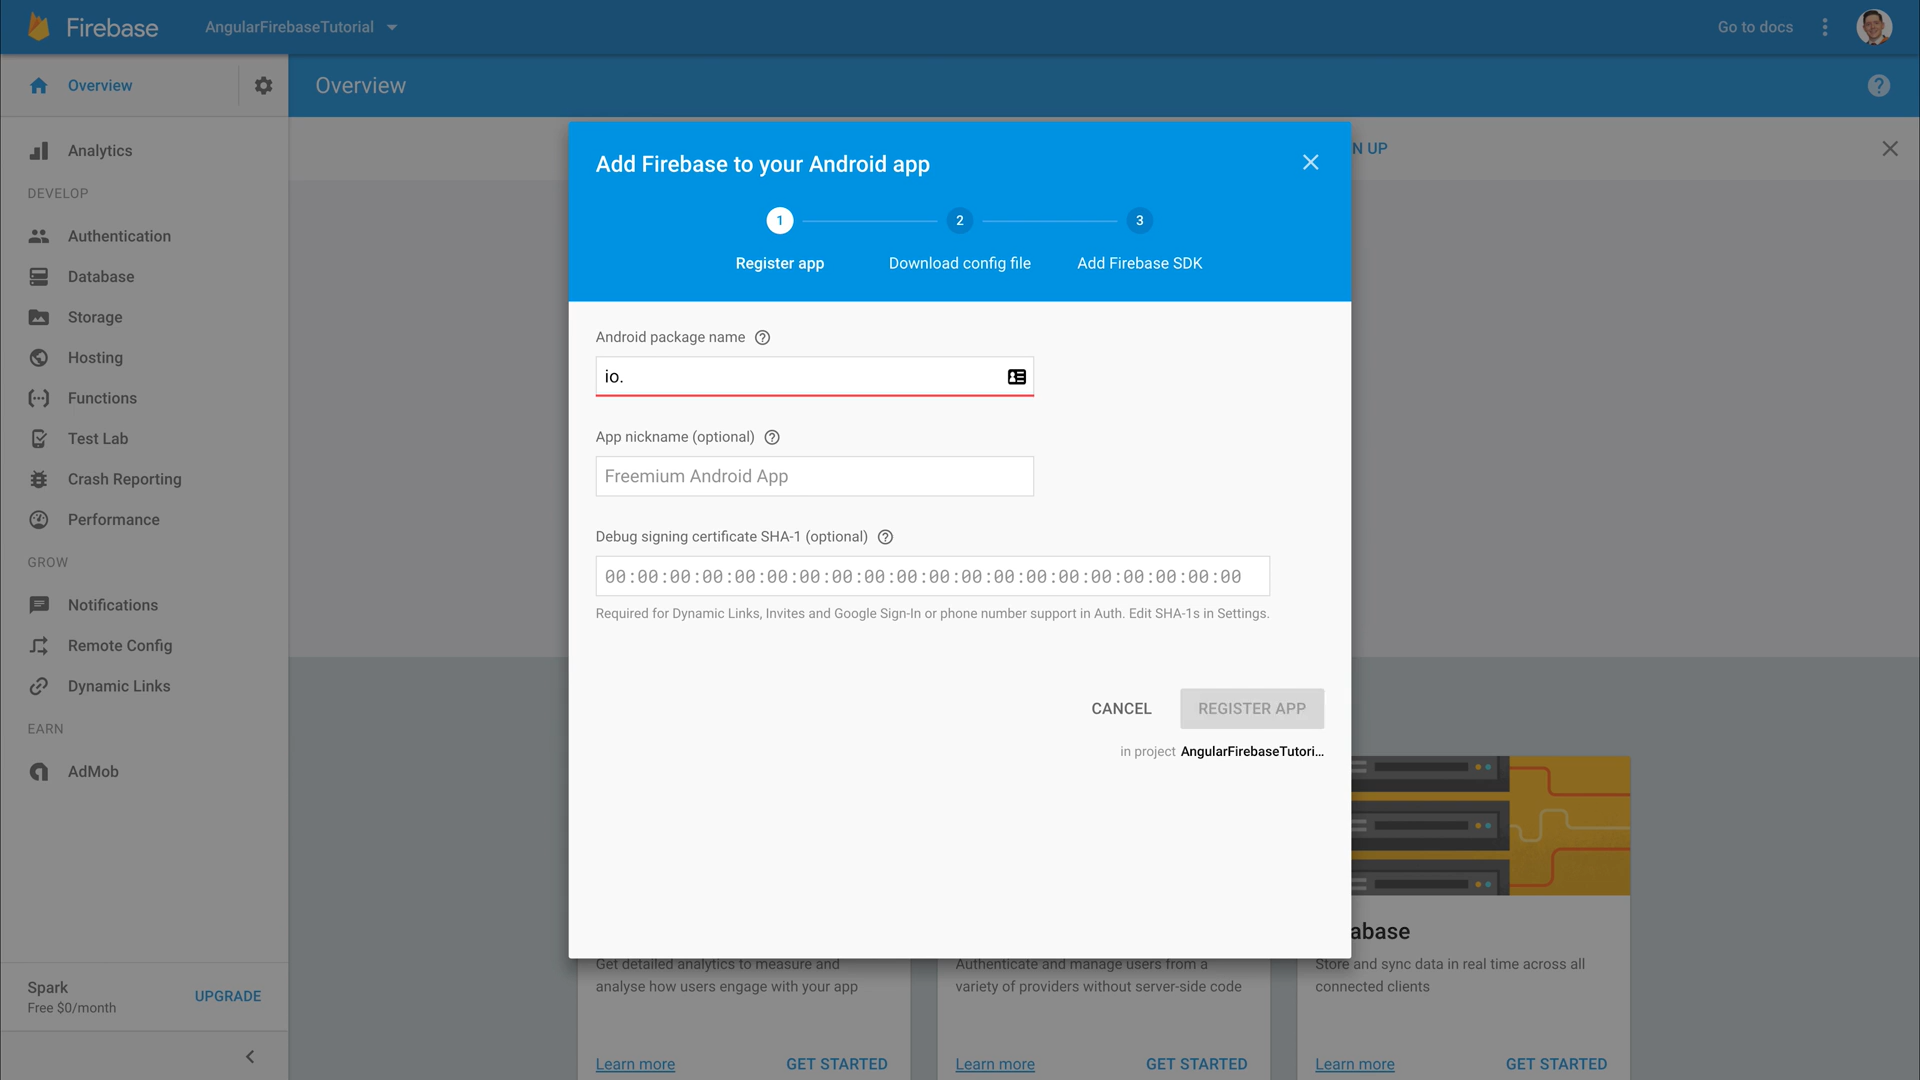 Firebase
AngularFirebaseTutorial
Go to docs
Overview
Overview
?
Analytics
N UP
DEVELOP
Authentication
Database
Storage
Hosting
Functions
Test Lab
Crash Reporting
Performance
GROW
Notifications
Remote Config
Dynamic Links
EARN
AdMob
Spark
Free $0/month
UPGRADE
Add Firebase to your Android app
1
2
3
Register app
Download config file
Add Firebase SDK
Android package name ?
io.
App nickname (optional) ?
Freemium Android App
Debug signing certificate SHA-1 (optional) ?
00:00:00:00:00:00:00:00:00:00:00:00:00:00:00:00:00:00:00:00
Required for Dynamic Links, Invites and Google Sign-In or phone number support in Auth. Edit SHA-1s in Settings.
CANCEL
REGISTER APP
in project AngularFirebaseTutori...
Get detailed analytics to measure and
analyse how users engage with your app
Learn more
GET STARTED
Authenticate and manage users from a
variety of providers without server-side code
Learn more
GET STARTED
abase
Store and sync data in real time across all
connected clients
Learn more
GET STARTED